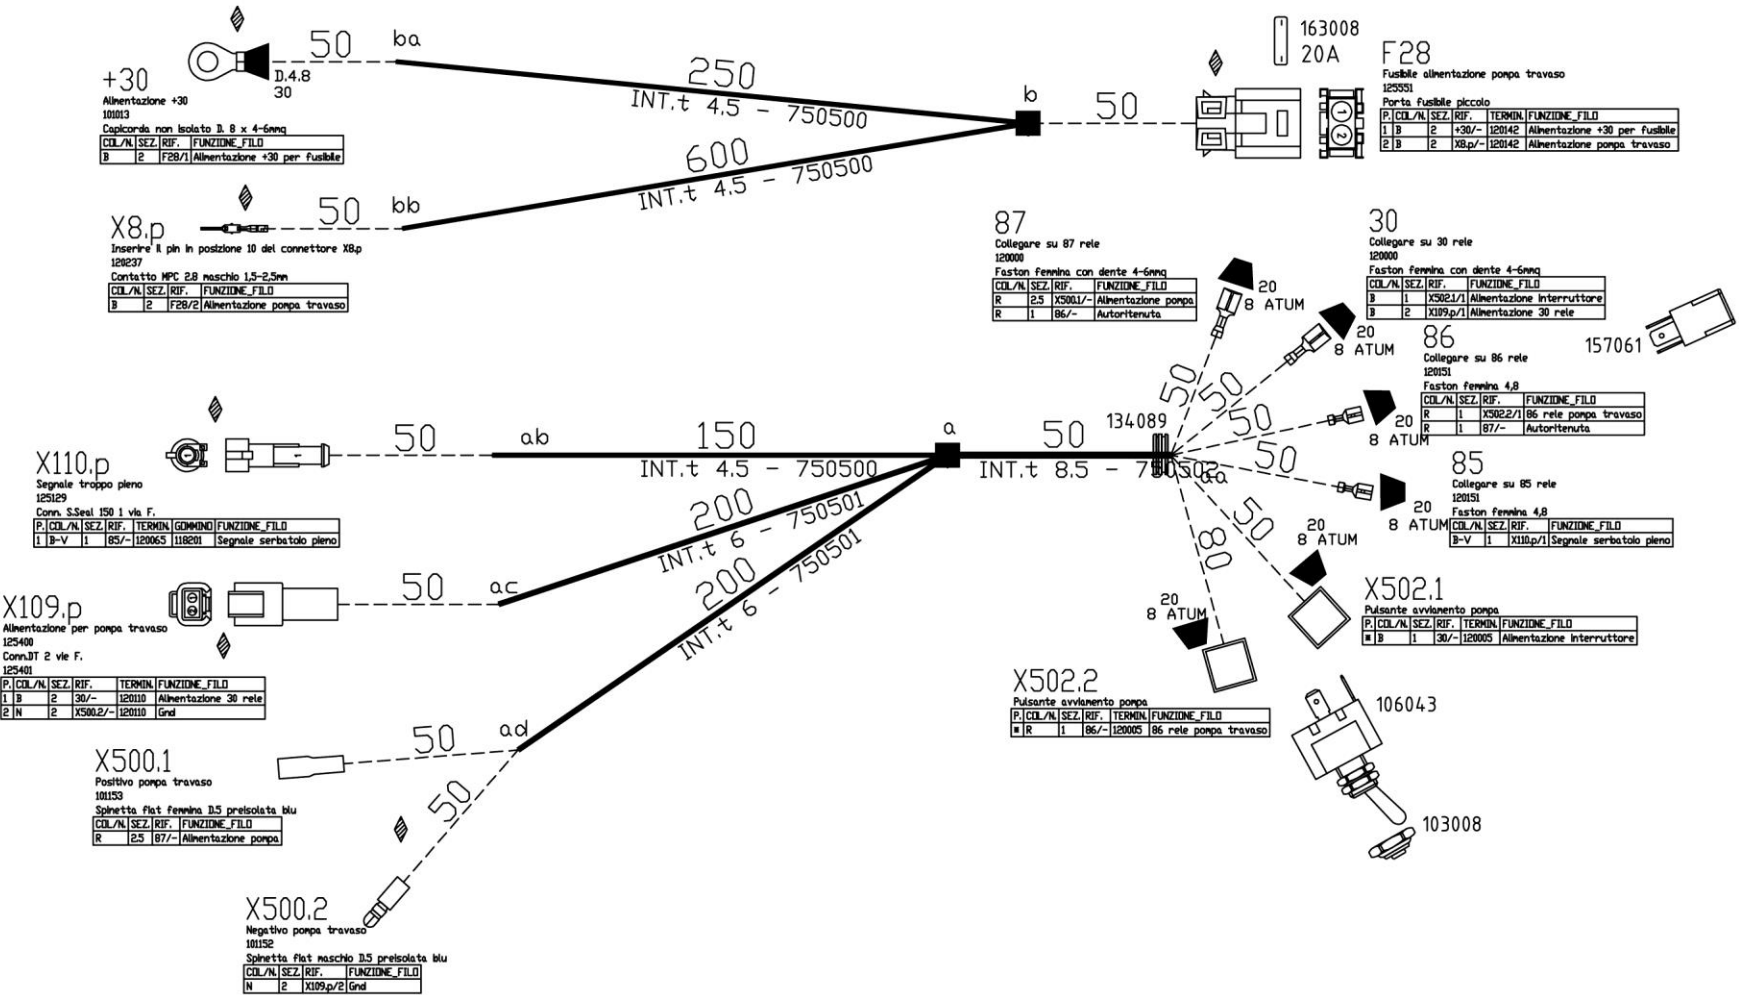 +30
Alimentazione +30
101013
Capicorda non isolato D. 8 x 4-6mmq
COL/N. SEZ. RIF. FUNZIONE_FILO
B 2 F28/1 Alimentazione +30 per fusibile
D.4.8
30
50
ba
250
INT.t 4.5 - 750500
b
50
163008
20A
F28
Fusibile alimentazione pompa travaso
125551
Porta fusibile piccolo
P. COL/N. SEZ. RIF. TERMIN. FUNZIONE_FILO
1 B 2 +30/- 120142 Alimentazione +30 per fusibile
2 B 2 X8.p/- 120142 Alimentazione pompa travaso
1
2
X8.p
Inserire il pin in posizione 10 del connettore X8.p
120237
Contatto MPC 2.8 maschio 1,5-2,5mm
COL/N. SEZ. RIF. FUNZIONE_FILO
B 2 F28/2 Alimentazione pompa travaso
50
bb
600
INT.t 4.5 - 750500
87
Collegare su 87 rele
120000
Faston femmina con dente 4-6mmq
COL/N. SEZ. RIF. FUNZIONE_FILO
R 2.5 X500.1/- Alimentazione pompa
R 1 86/- Autoritenuta
20
8 ATUM
30
Collegare su 30 rele
120000
Faston femmina con dente 4-6mmq
COL/N. SEZ. RIF. FUNZIONE_FILO
B 1 X502.1/1 Alimentazione interruttore
B 2 X109.p/1 Alimentazione 30 rele
20
8 ATUM
157061
86
Collegare su 86 rele
120151
Faston femmina 4,8
COL/N. SEZ. RIF. FUNZIONE_FILO
R 1 X502.2/1 86 rele pompa travaso
R 1 87/- Autoritenuta
20
8 ATUM
85
Collegare su 85 rele
120151
Faston femmina 4,8
COL/N. SEZ. RIF. FUNZIONE_FILO
B-V 1 X110.p/1 Segnale serbatoio pieno
20
8 ATUM
50
50
50
50
50
80
134089
aa
X110.p
Segnale troppo pieno
125129
Conn. S.Seal 150 1 via F.
P. COL/N. SEZ. RIF. TERMIN. GOMMINO FUNZIONE_FILO
1 B-V 1 85/- 120065 118201 Segnale serbatoio pieno
50
ab
150
INT.t 4.5 - 750500
a
50
INT.t 8.5 - 750502
X109.p
Alimentazione per pompa travaso
125400
Conn.DT 2 vie F.
125401
P. COL/N. SEZ. RIF. TERMIN. FUNZIONE_FILO
1 B 2 30/- 120110 Alimentazione 30 rele
2 N 2 X500.2/- 120110 Gnd
50
ac
200
INT.t 6 - 750501
200
INT.t 6 - 750501
ad
X500.1
Positivo pompa travaso
101153
Spinetta flat femmina D.5 preisolata blu
COL/N. SEZ. RIF. FUNZIONE_FILO
R 2.5 87/- Alimentazione pompa
50
50
X500.2
Negativo pompa travaso
101152
Spinetta flat maschio D.5 preisolata blu
COL/N. SEZ. RIF. FUNZIONE_FILO
N 2 X109.p/2 Gnd
20
8 ATUM
X502.1
Pulsante avviamento pompa
P. COL/N. SEZ. RIF. TERMIN. FUNZIONE_FILO
B 1 30/- 120005 Alimentazione interruttore
20
8 ATUM
X502.2
Pulsante avviamento pompa
P. COL/N. SEZ. RIF. TERMIN. FUNZIONE_FILO
R 1 86/- 120005 86 rele pompa travaso
106043
103008